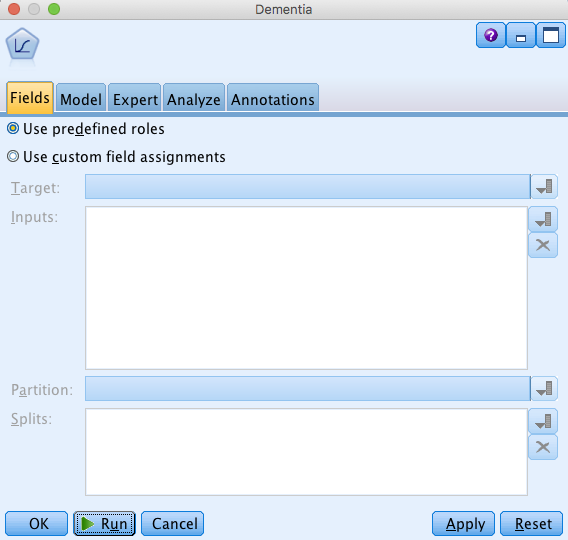 Dementia
?
Fields Model Expert Analyze Annotations
Use predefined roles
Use custom field assignments
Target:
Inputs:
Partition:
Splits:
OK Run Cancel Apply Reset